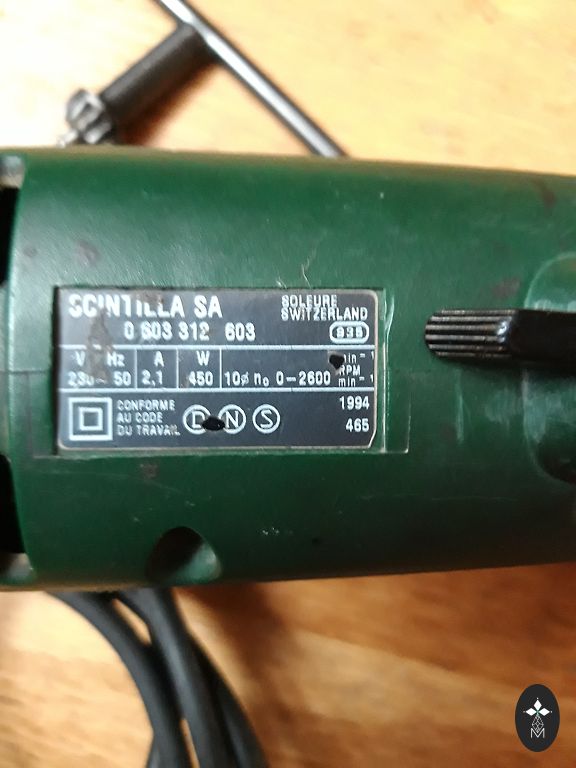 SCINTILLA SA
SOLEURE
SWITZERLAND
0 603 312 603
935
V Hz A W
230~ 50 2,1 450 10ø n₀ 0-2600 min⁻¹
RPM
min⁻¹
CONFORME
AU CODE
DU TRAVAIL
D N S
1994
465
M